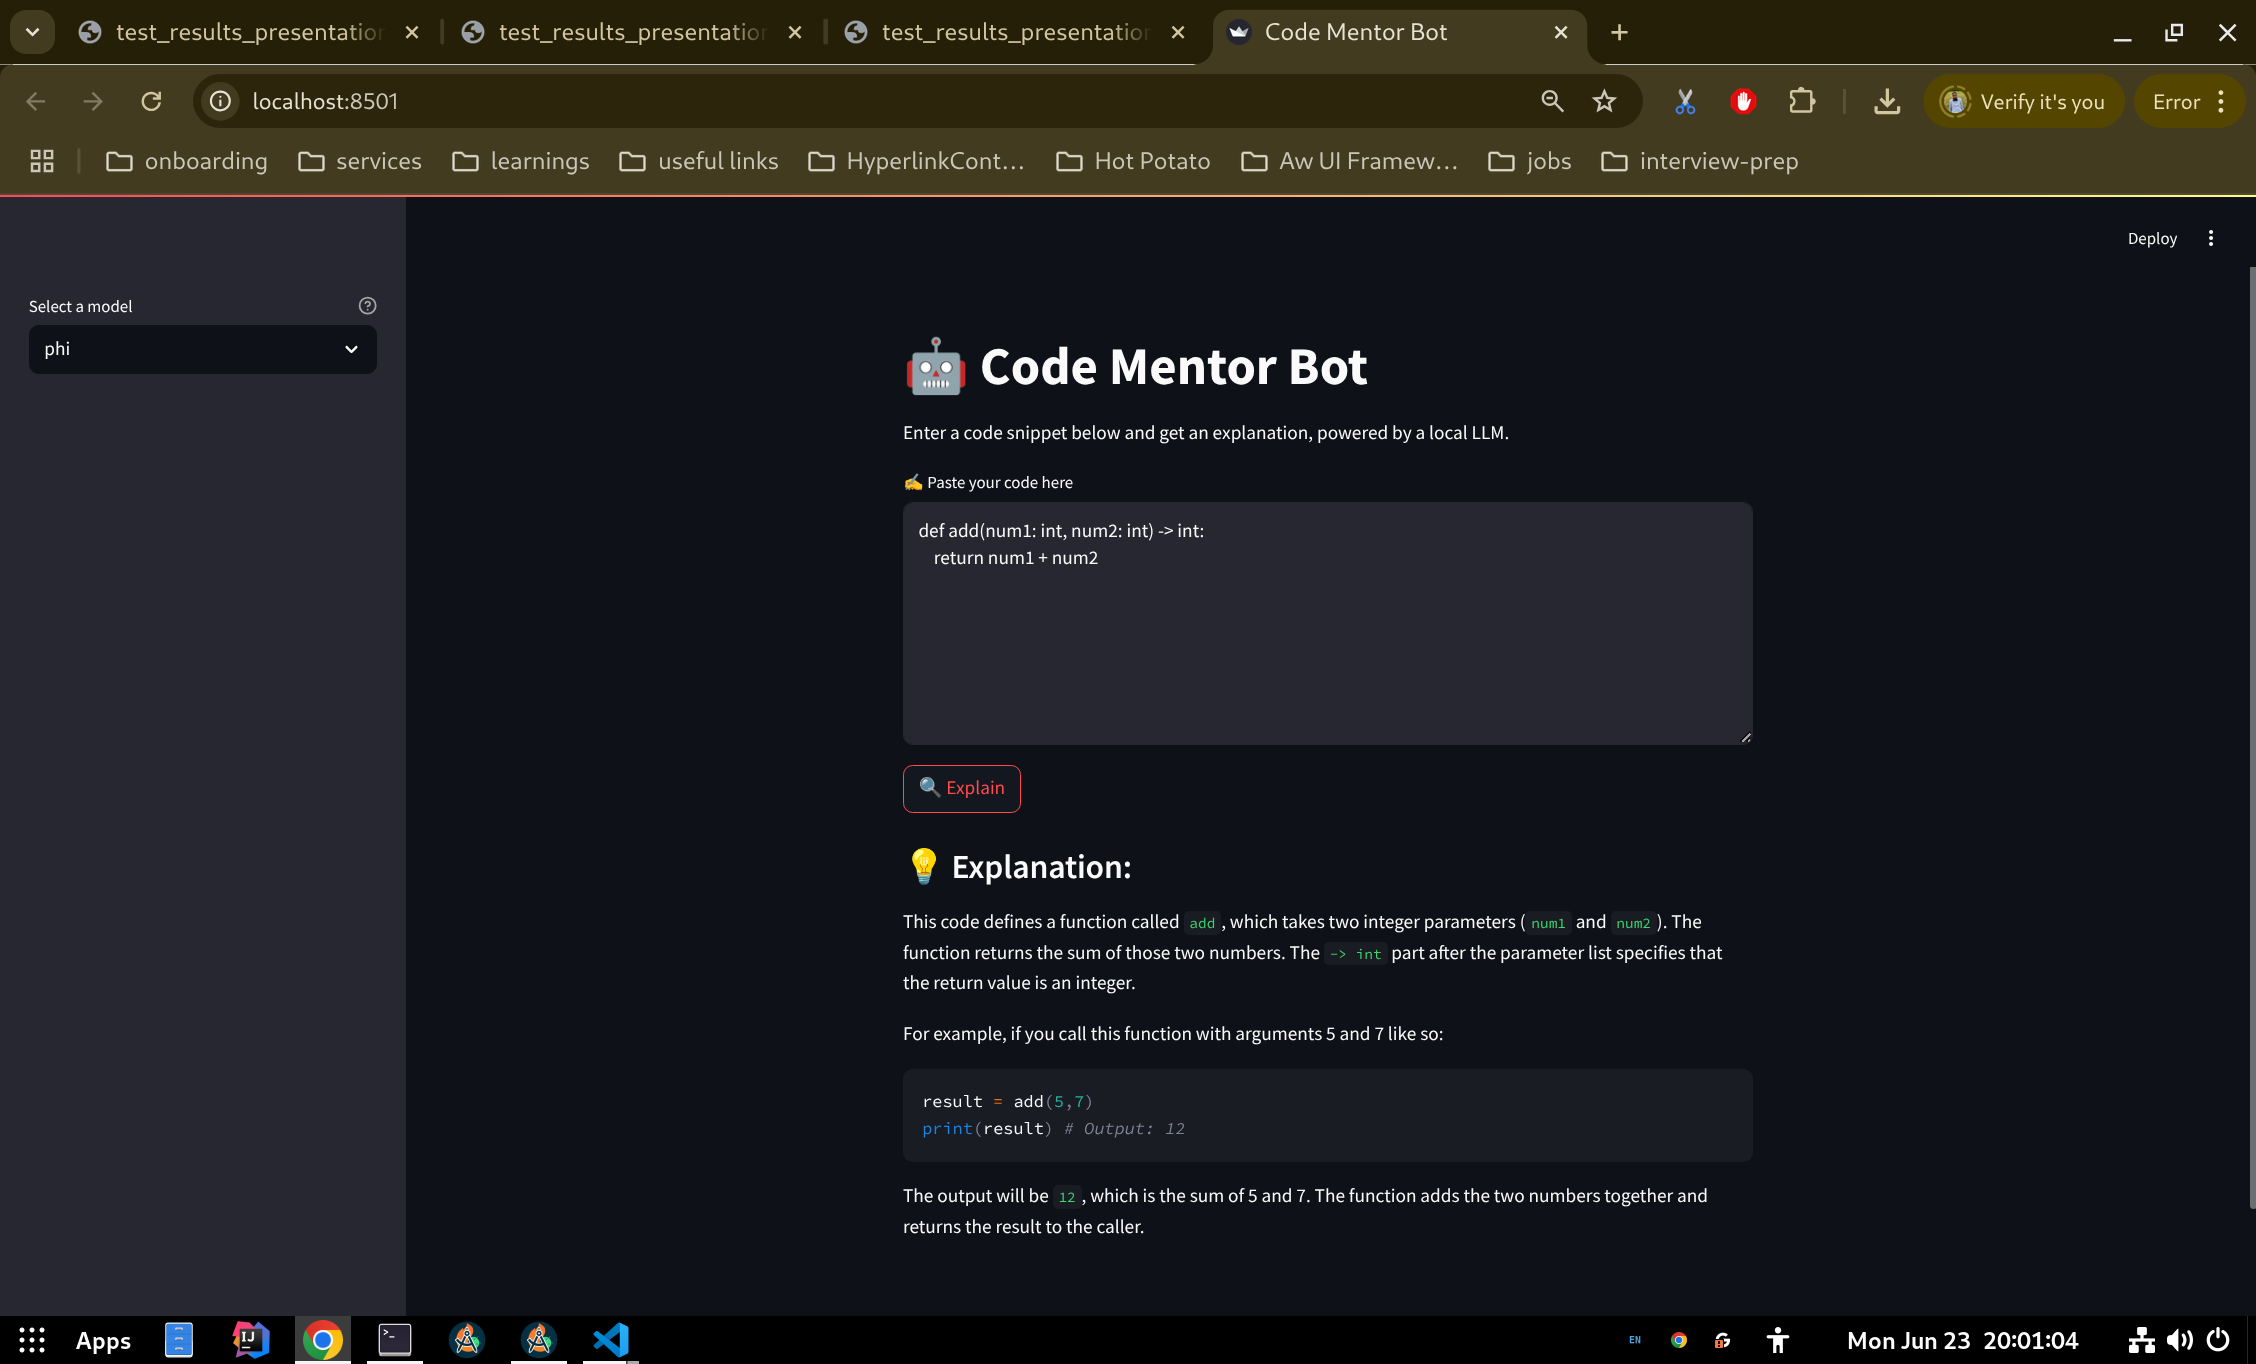 test_results_presentation
test_results_presentation
test_results_presentation
Code Mentor Bot
localhost:8501
Verify it's you
Error
onboarding
services
learnings
useful links
HyperlinkCont...
Hot Potato
Aw UI Framew...
jobs
interview-prep
Deploy
Select a model
phi
Code Mentor Bot
Enter a code snippet below and get an explanation, powered by a local LLM.
Paste your code here
def add(num1: int, num2: int) -> int:
return num1 + num2
Explain
Explanation:
This code defines a function called add, which takes two integer parameters (num1 and num2). The
function returns the sum of those two numbers. The -> int part after the parameter list specifies that
the return value is an integer.
For example, if you call this function with arguments 5 and 7 like so:
result = add(5,7)
print(result) # Output: 12
The output will be 12, which is the sum of 5 and 7. The function adds the two numbers together and
returns the result to the caller.
Apps
IJ
EN
Mon Jun 23 20:01:04